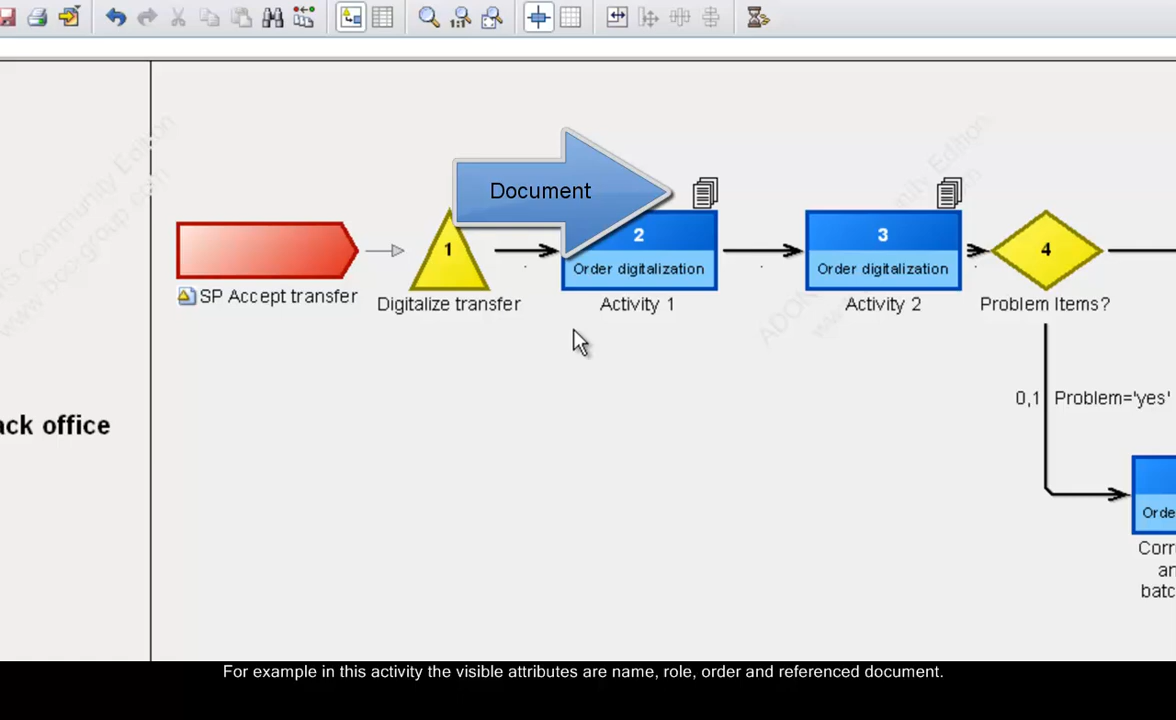 1:1
Document
1
2
3
4
Order digitalization
Order digitalization
SP Accept transfer
Digitalize transfer
Activity 1
Activity 2
Problem Items?
0,1
Problem='yes'
ack office
Orde
Corr
an
batc
For example in this activity the visible attributes are name, role, order and referenced document.